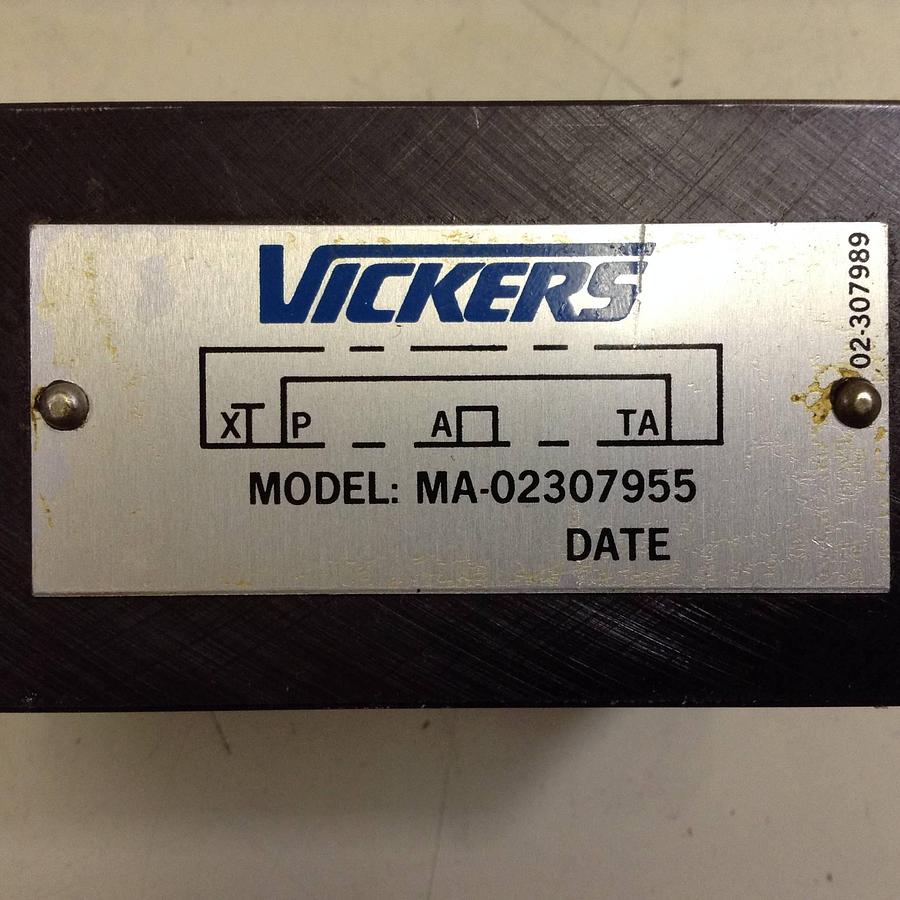 VICKERS
02-307989
X P A TA
MODEL: MA-02307955
DATE